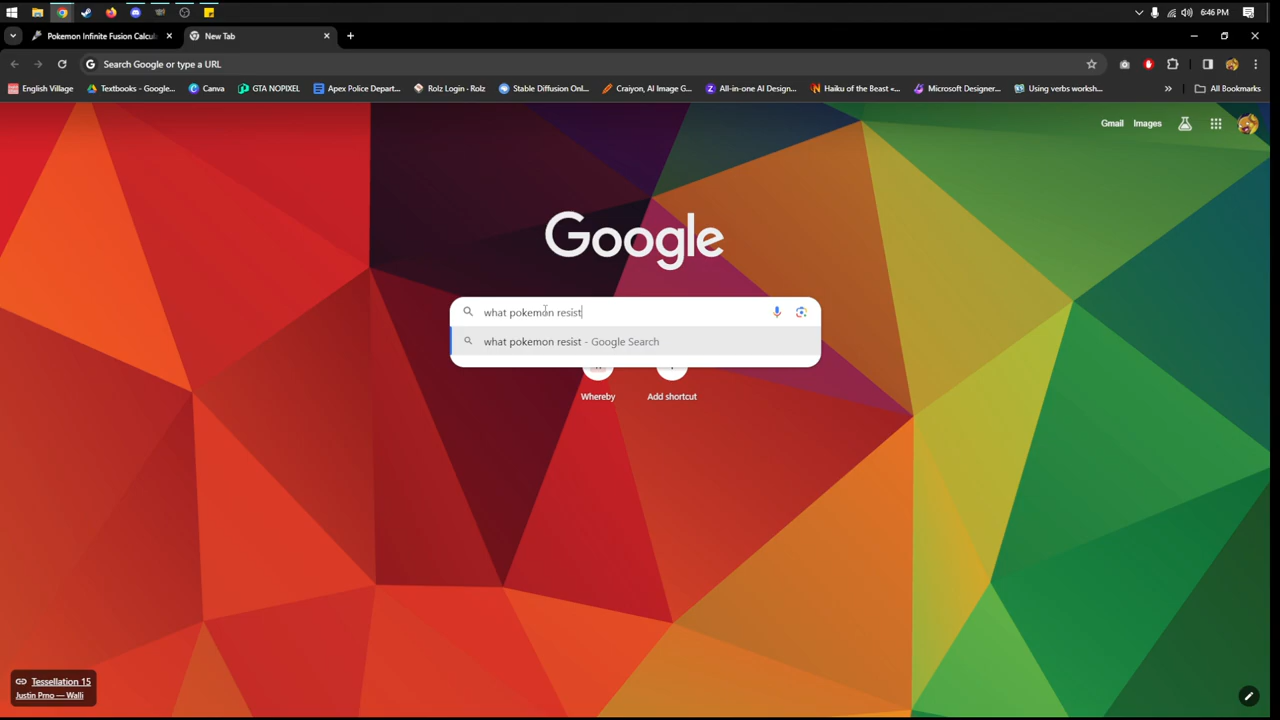 6:46 PM
Pokemon Infinite Fusion Calcul
New Tab
Search Google or type a URL
English Village
Textbooks - Google...
Canva
GTA NOPIXEL
Apex Police Depart...
Rolz Login - Rolz
Stable Diffusion Onl...
Craiyon, AI Image G...
All-in-one AI Design...
Haiku of the Beast «...
Microsoft Designer...
Using verbs worksh...
All Bookmarks
Gmail
Images
Google
what pokemon resist
what pokemon resist - Google Search
Whereby
Add shortcut
Tessellation 15
Justin Pmo — Walli